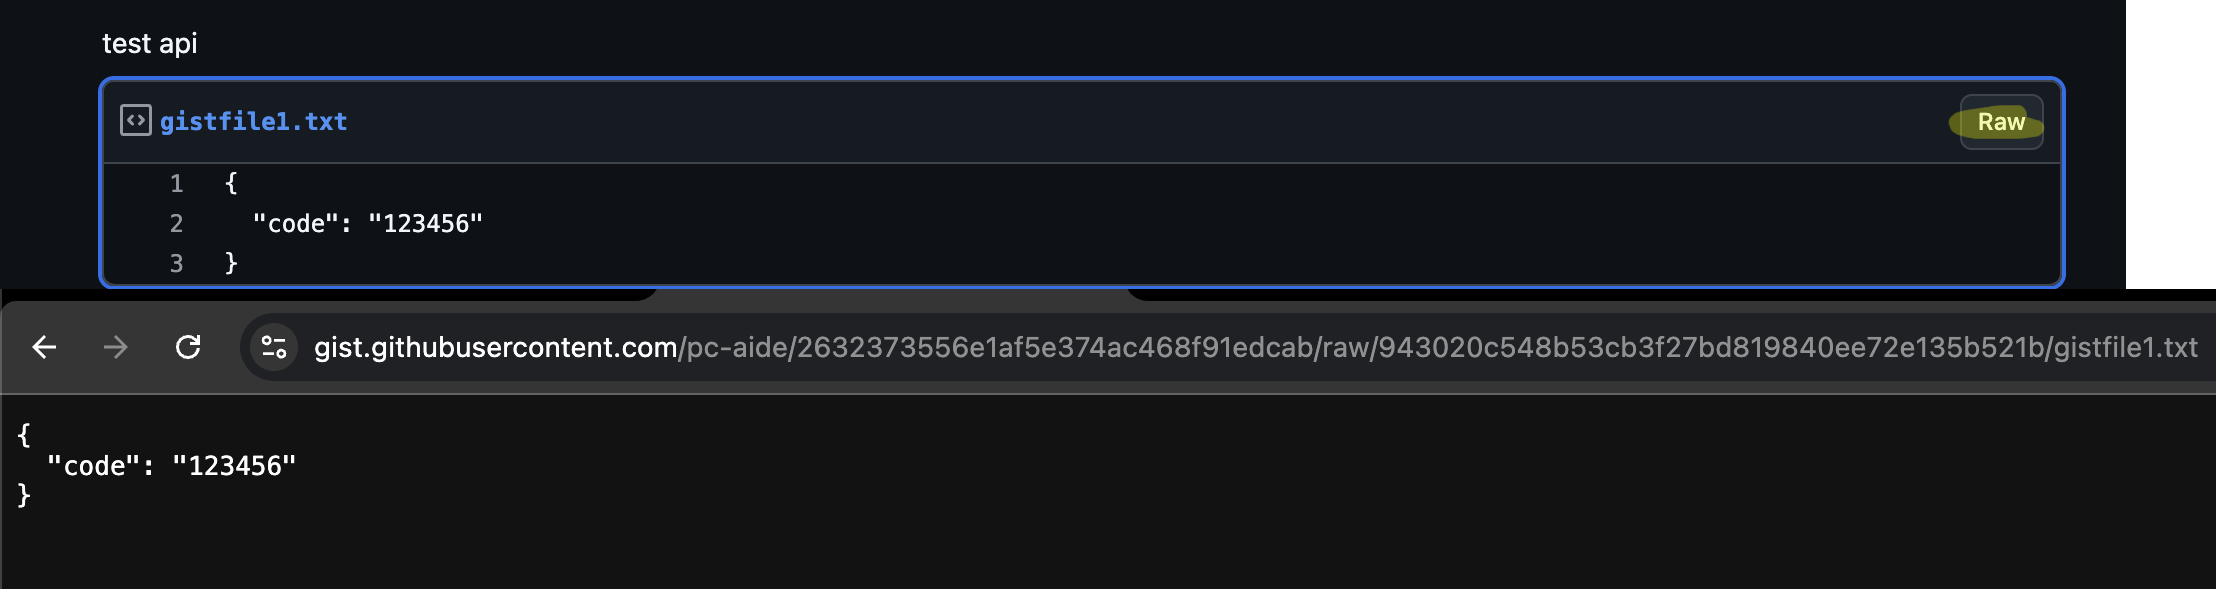 test api
gistfile1.txt
Raw
1 {
2   "code": "123456"
3 }
gist.githubusercontent.com/pc-aide/2632373556e1af5e374ac468f91edcab/raw/943020c548b53cb3f27bd819840ee72e135b521b/gistfile1.txt
{
  "code": "123456"
}